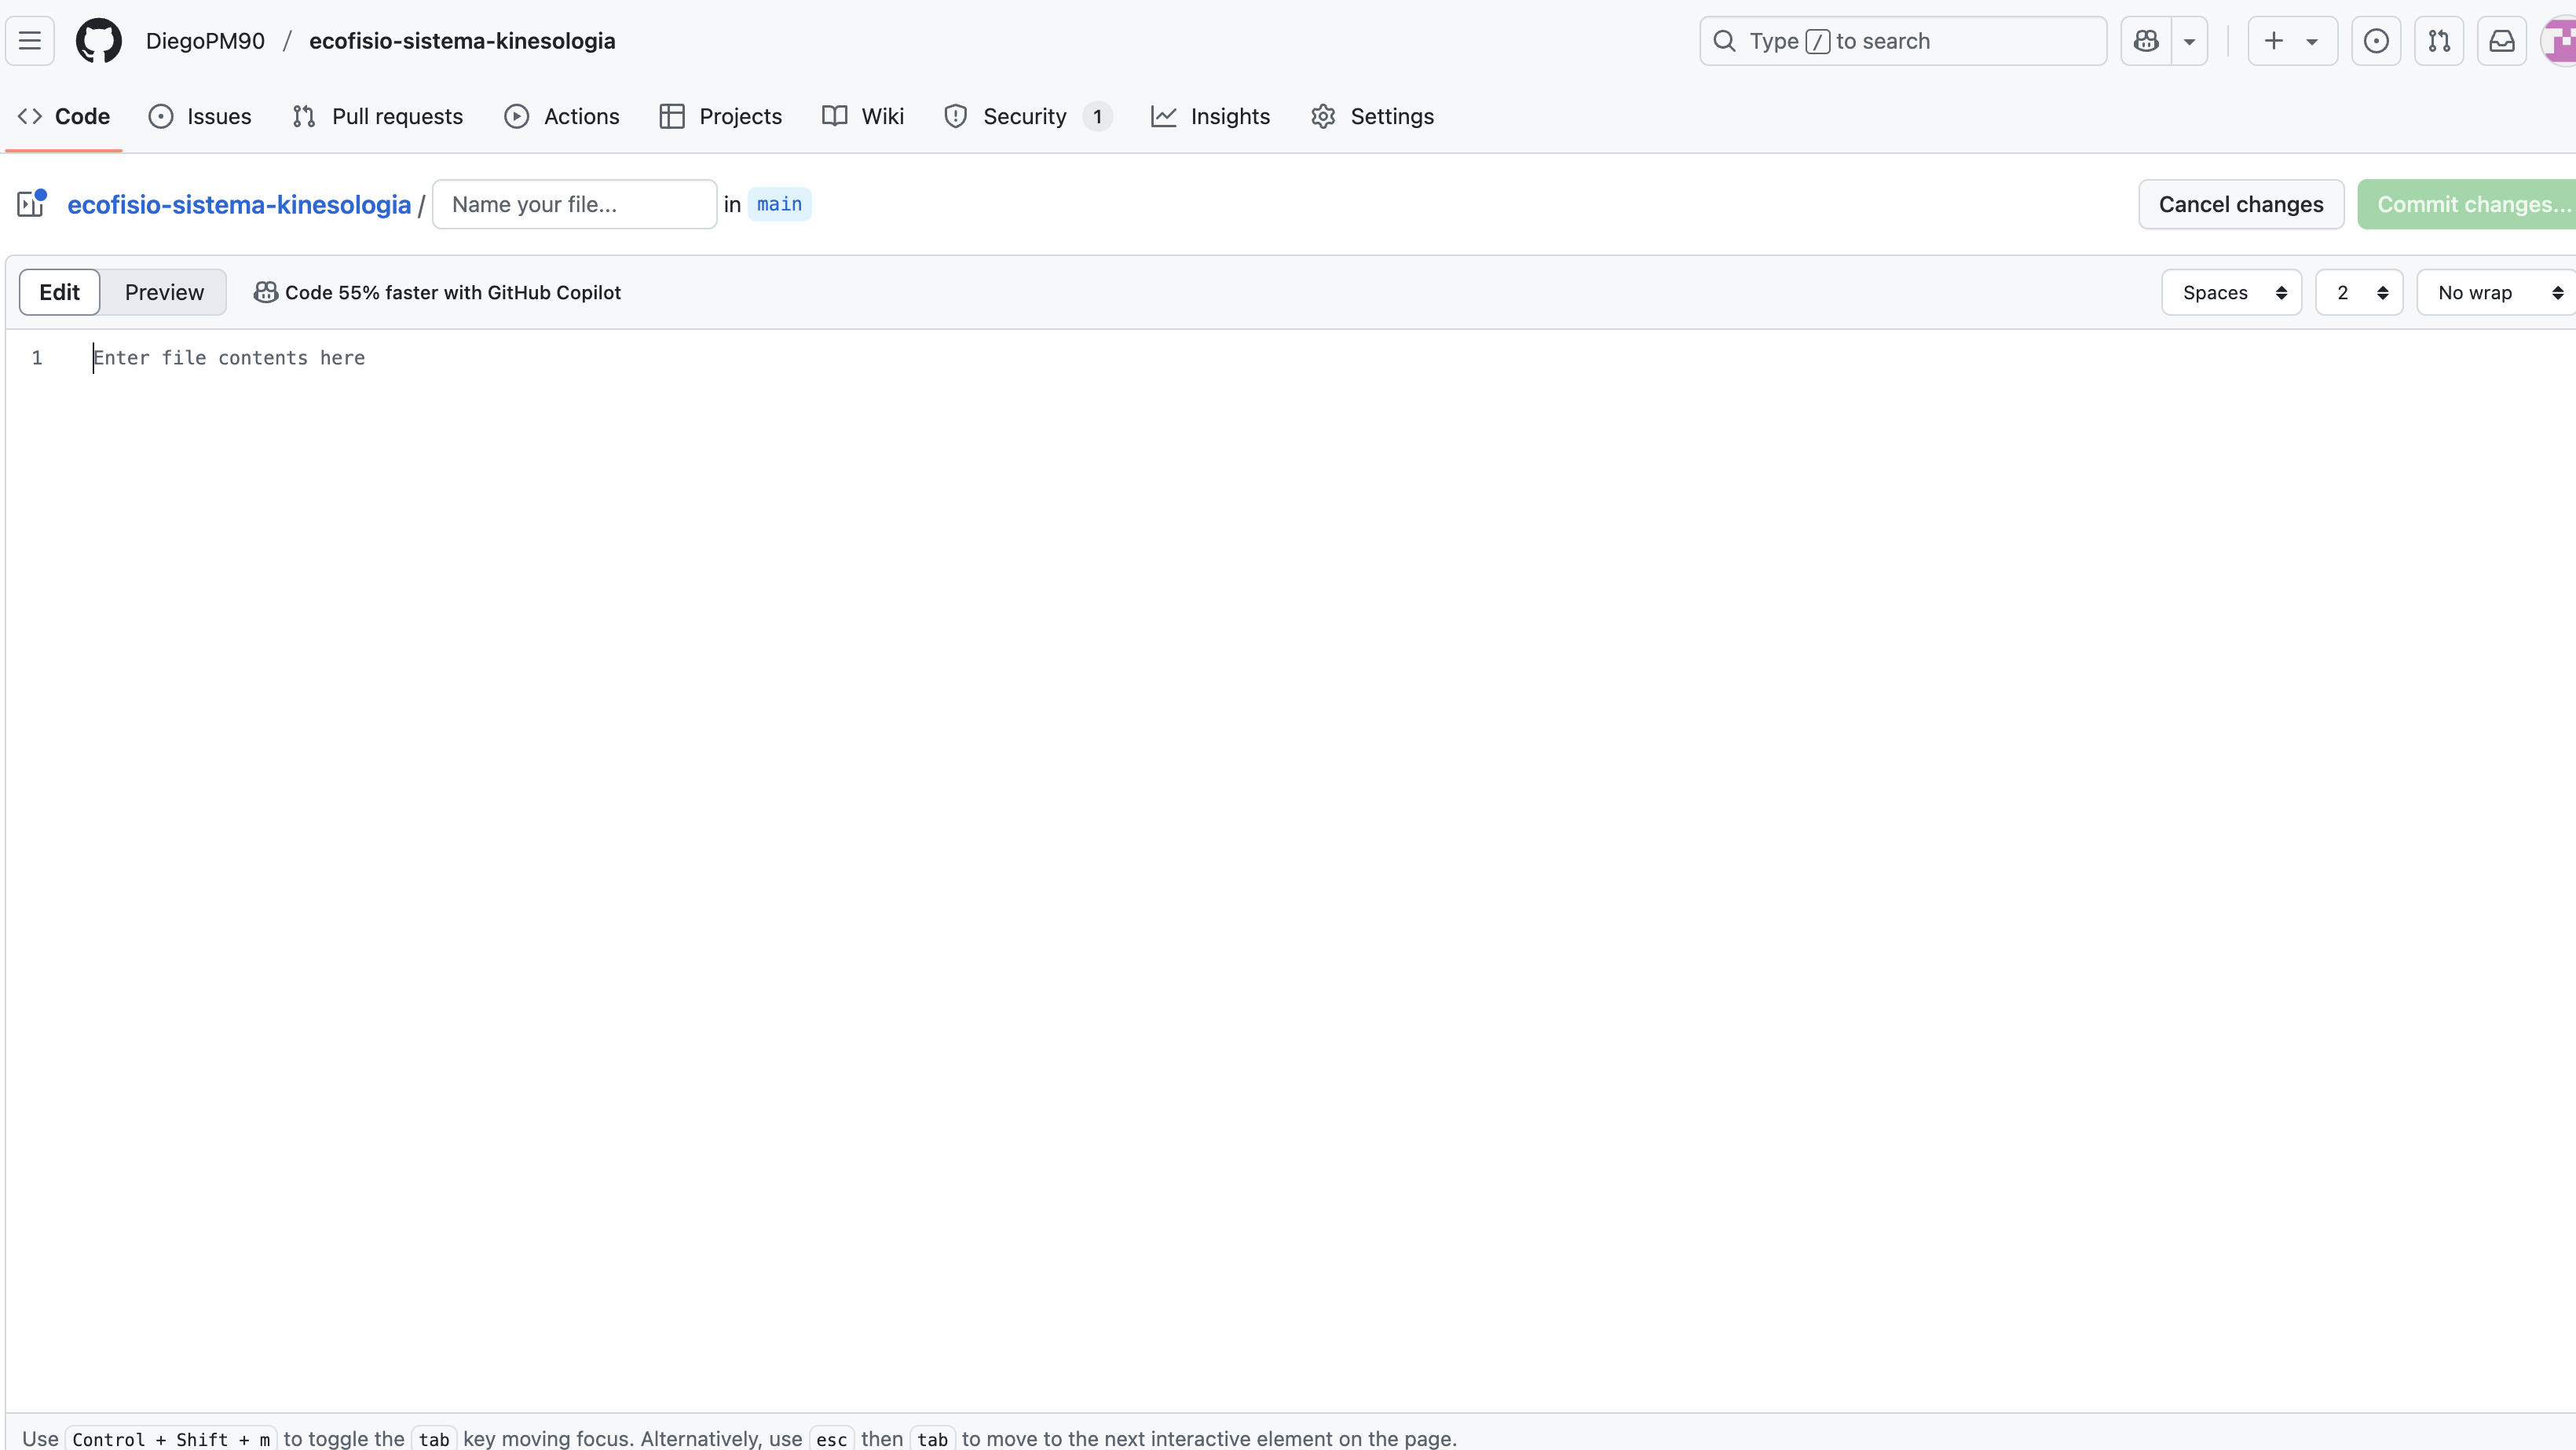 DiegoPM90 / ecofisio-sistema-kinesologia
Type / to search
Code
Issues
Pull requests
Actions
Projects
Wiki
Security 1
Insights
Settings
ecofisio-sistema-kinesologia / Name your file... in main
Cancel changes
Commit changes...
Edit
Preview
Code 55% faster with GitHub Copilot
Spaces
2
No wrap
1 Enter file contents here
Use Control + Shift + m to toggle the tab key moving focus. Alternatively, use esc then tab to move to the next interactive element on the page.